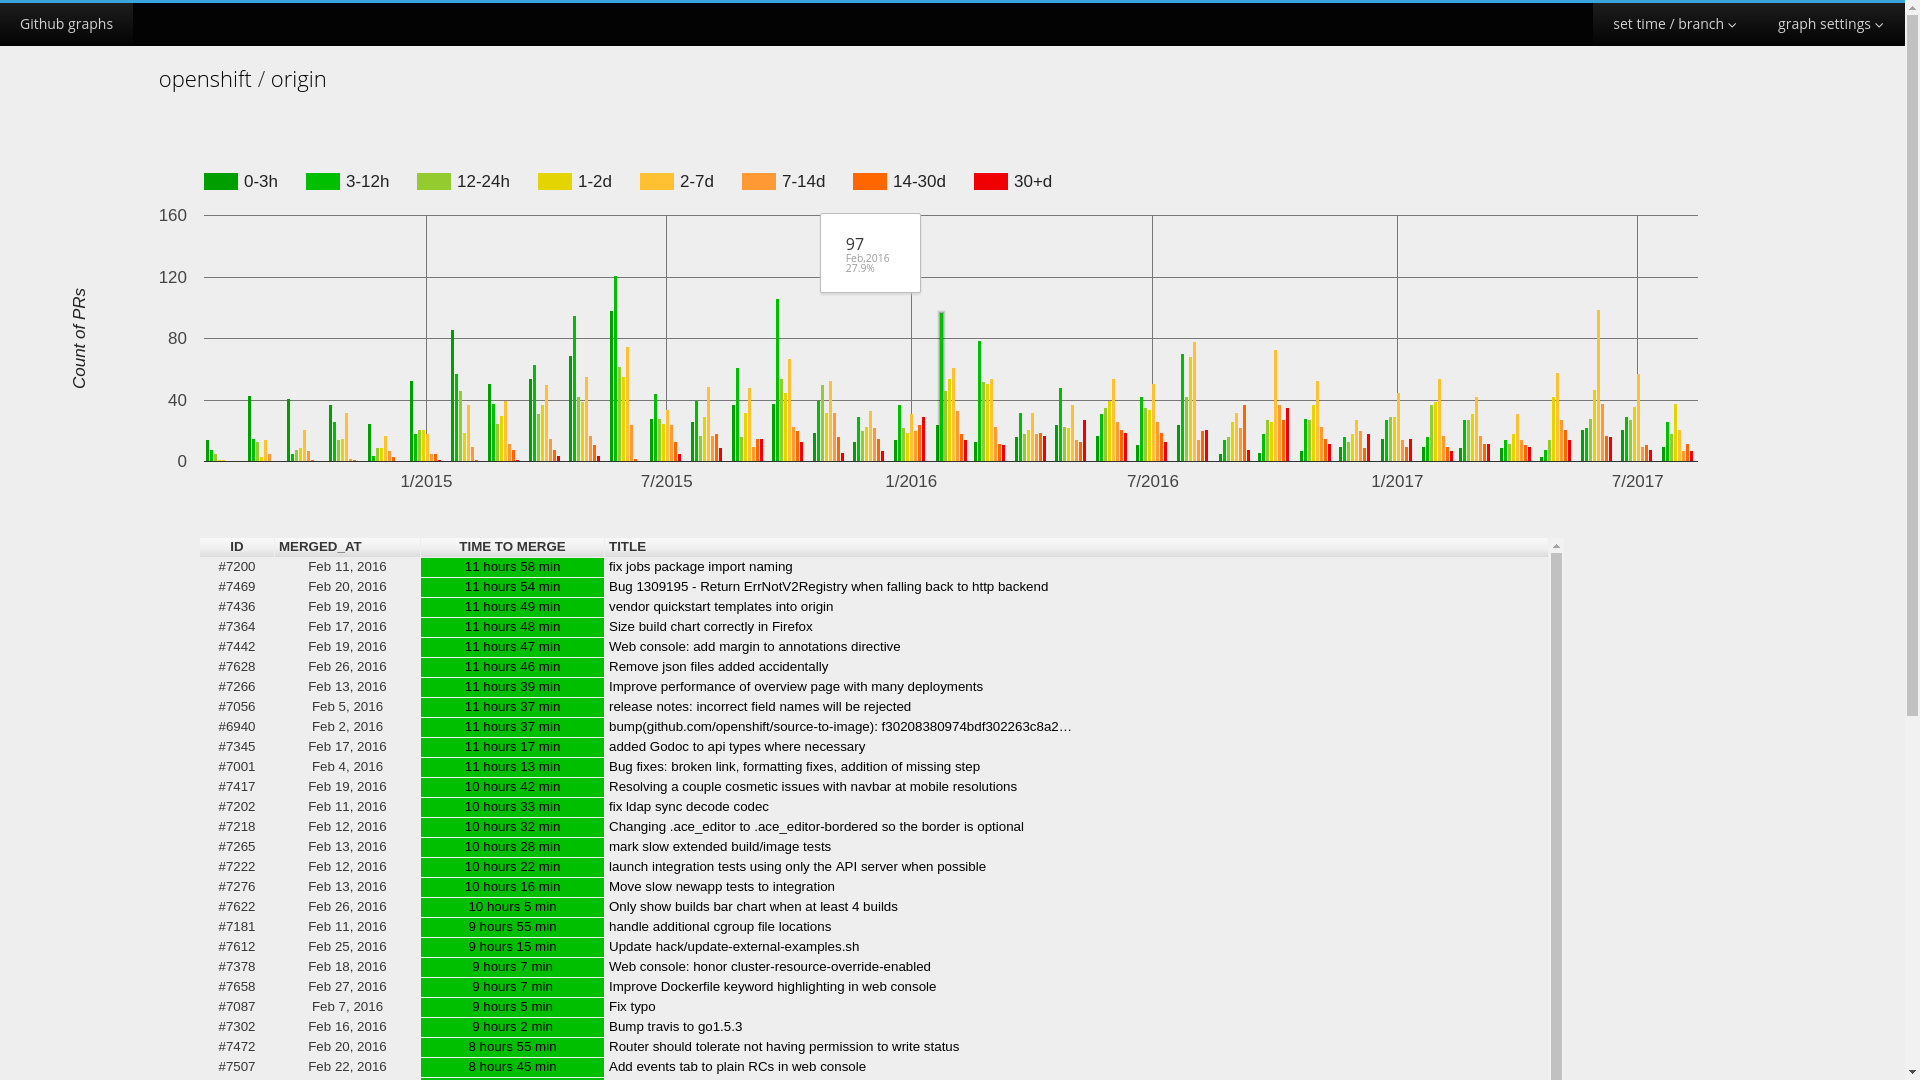 Github graphs
set time / branch
graph settings
openshift / origin
0-3h
3-12h
12-24h
1-2d
2-7d
7-14d
14-30d
30+d
Count of PRs
160
120
80
40
0
97
Feb,2016
27.9%
1/2015
7/2015
1/2016
7/2016
1/2017
7/2017
ID MERGED_AT TIME TO MERGE TITLE
#7200 Feb 11, 2016 11 hours 58 min fix jobs package import naming
#7469 Feb 20, 2016 11 hours 54 min Bug 1309195 - Return ErrNotV2Registry when falling back to http backend
#7436 Feb 19, 2016 11 hours 49 min vendor quickstart templates into origin
#7364 Feb 17, 2016 11 hours 48 min Size build chart correctly in Firefox
#7442 Feb 19, 2016 11 hours 47 min Web console: add margin to annotations directive
#7628 Feb 26, 2016 11 hours 46 min Remove json files added accidentally
#7266 Feb 13, 2016 11 hours 39 min Improve performance of overview page with many deployments
#7056 Feb 5, 2016 11 hours 37 min release notes: incorrect field names will be rejected
#6940 Feb 2, 2016 11 hours 37 min bump(github.com/openshift/source-to-image): f30208380974bdf302263c8a2…
#7345 Feb 17, 2016 11 hours 17 min added Godoc to api types where necessary
#7001 Feb 4, 2016 11 hours 13 min Bug fixes: broken link, formatting fixes, addition of missing step
#7417 Feb 19, 2016 10 hours 42 min Resolving a couple cosmetic issues with navbar at mobile resolutions
#7202 Feb 11, 2016 10 hours 33 min fix ldap sync decode codec
#7218 Feb 12, 2016 10 hours 32 min Changing .ace_editor to .ace_editor-bordered so the border is optional
#7265 Feb 13, 2016 10 hours 28 min mark slow extended build/image tests
#7222 Feb 12, 2016 10 hours 22 min launch integration tests using only the API server when possible
#7276 Feb 13, 2016 10 hours 16 min Move slow newapp tests to integration
#7622 Feb 26, 2016 10 hours 5 min Only show builds bar chart when at least 4 builds
#7181 Feb 11, 2016 9 hours 55 min handle additional cgroup file locations
#7612 Feb 25, 2016 9 hours 15 min Update hack/update-external-examples.sh
#7378 Feb 18, 2016 9 hours 7 min Web console: honor cluster-resource-override-enabled
#7658 Feb 27, 2016 9 hours 7 min Improve Dockerfile keyword highlighting in web console
#7087 Feb 7, 2016 9 hours 5 min Fix typo
#7302 Feb 16, 2016 9 hours 2 min Bump travis to go1.5.3
#7472 Feb 20, 2016 8 hours 55 min Router should tolerate not having permission to write status
#7507 Feb 22, 2016 8 hours 45 min Add events tab to plain RCs in web console